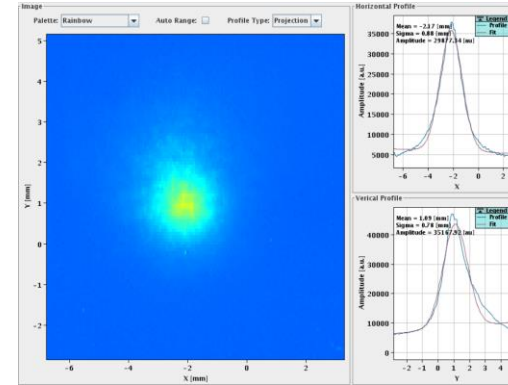 Image
Palette: Rainbow Auto Range: Profile Type: Projection
5
4
3
2
1
0
-1
-2
Y [mm]
-6 -4 -2 0 2
X [mm]
Horizontal Profile
Legend
Profile
fit
Mean = -2.17 [mm]
Sigma = 0.88 [mm]
Amplitude = 29877.34 [au]
35000
30000
25000
20000
15000
10000
5000
Amplitude [a.u.]
-6 -4 -2 0 2
X
Verical Profile
Legend
Profile
fit
Mean = 1.09 [mm]
Sigma = 0.78 [mm]
Amplitude = 35167.92 [au]
40000
30000
20000
10000
0
Amplitude [a.u.]
-2 -1 0 1 2 3 4
Y